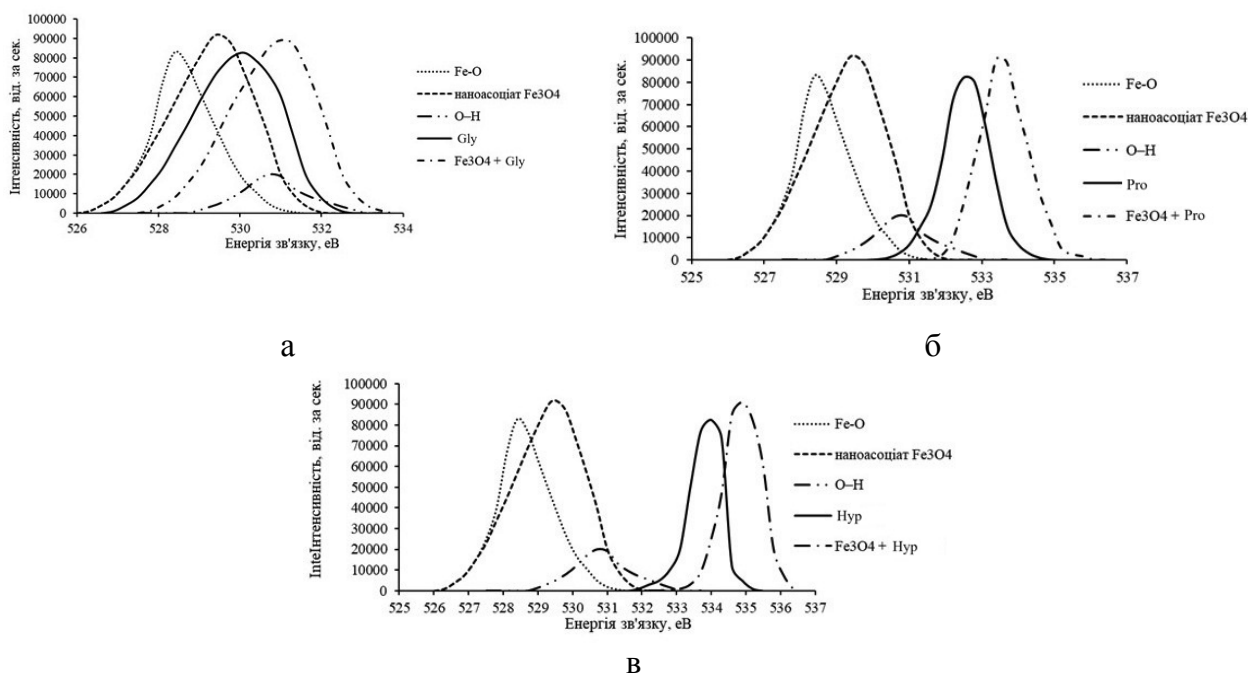 Інтенсивність, від. за сек.
100000
90000
80000
70000
60000
50000
40000
30000
20000
10000
0
526 528 530 532 534
Енергія зв'язку, еВ
Fe-O
наноасоціат Fe3O4
O–H
Gly
Fe3O4 + Gly
а
Інтенсивність, від. за сек.
100000
90000
80000
70000
60000
50000
40000
30000
20000
10000
0
525 527 529 531 533 535 537
Енергія зв'язку, еВ
Fe-O
наноасоціат Fe3O4
O–H
Pro
Fe3O4 + Pro
б
InteІнтенсивність, від. за сек.
100000
90000
80000
70000
60000
50000
40000
30000
20000
10000
0
525 526 527 528 529 530 531 532 533 534 535 536 537
Енергія зв'язку, еВ
Fe-O
наноасоціат Fe3O4
O–H
Hyp
Fe3O4 + Hyp
в